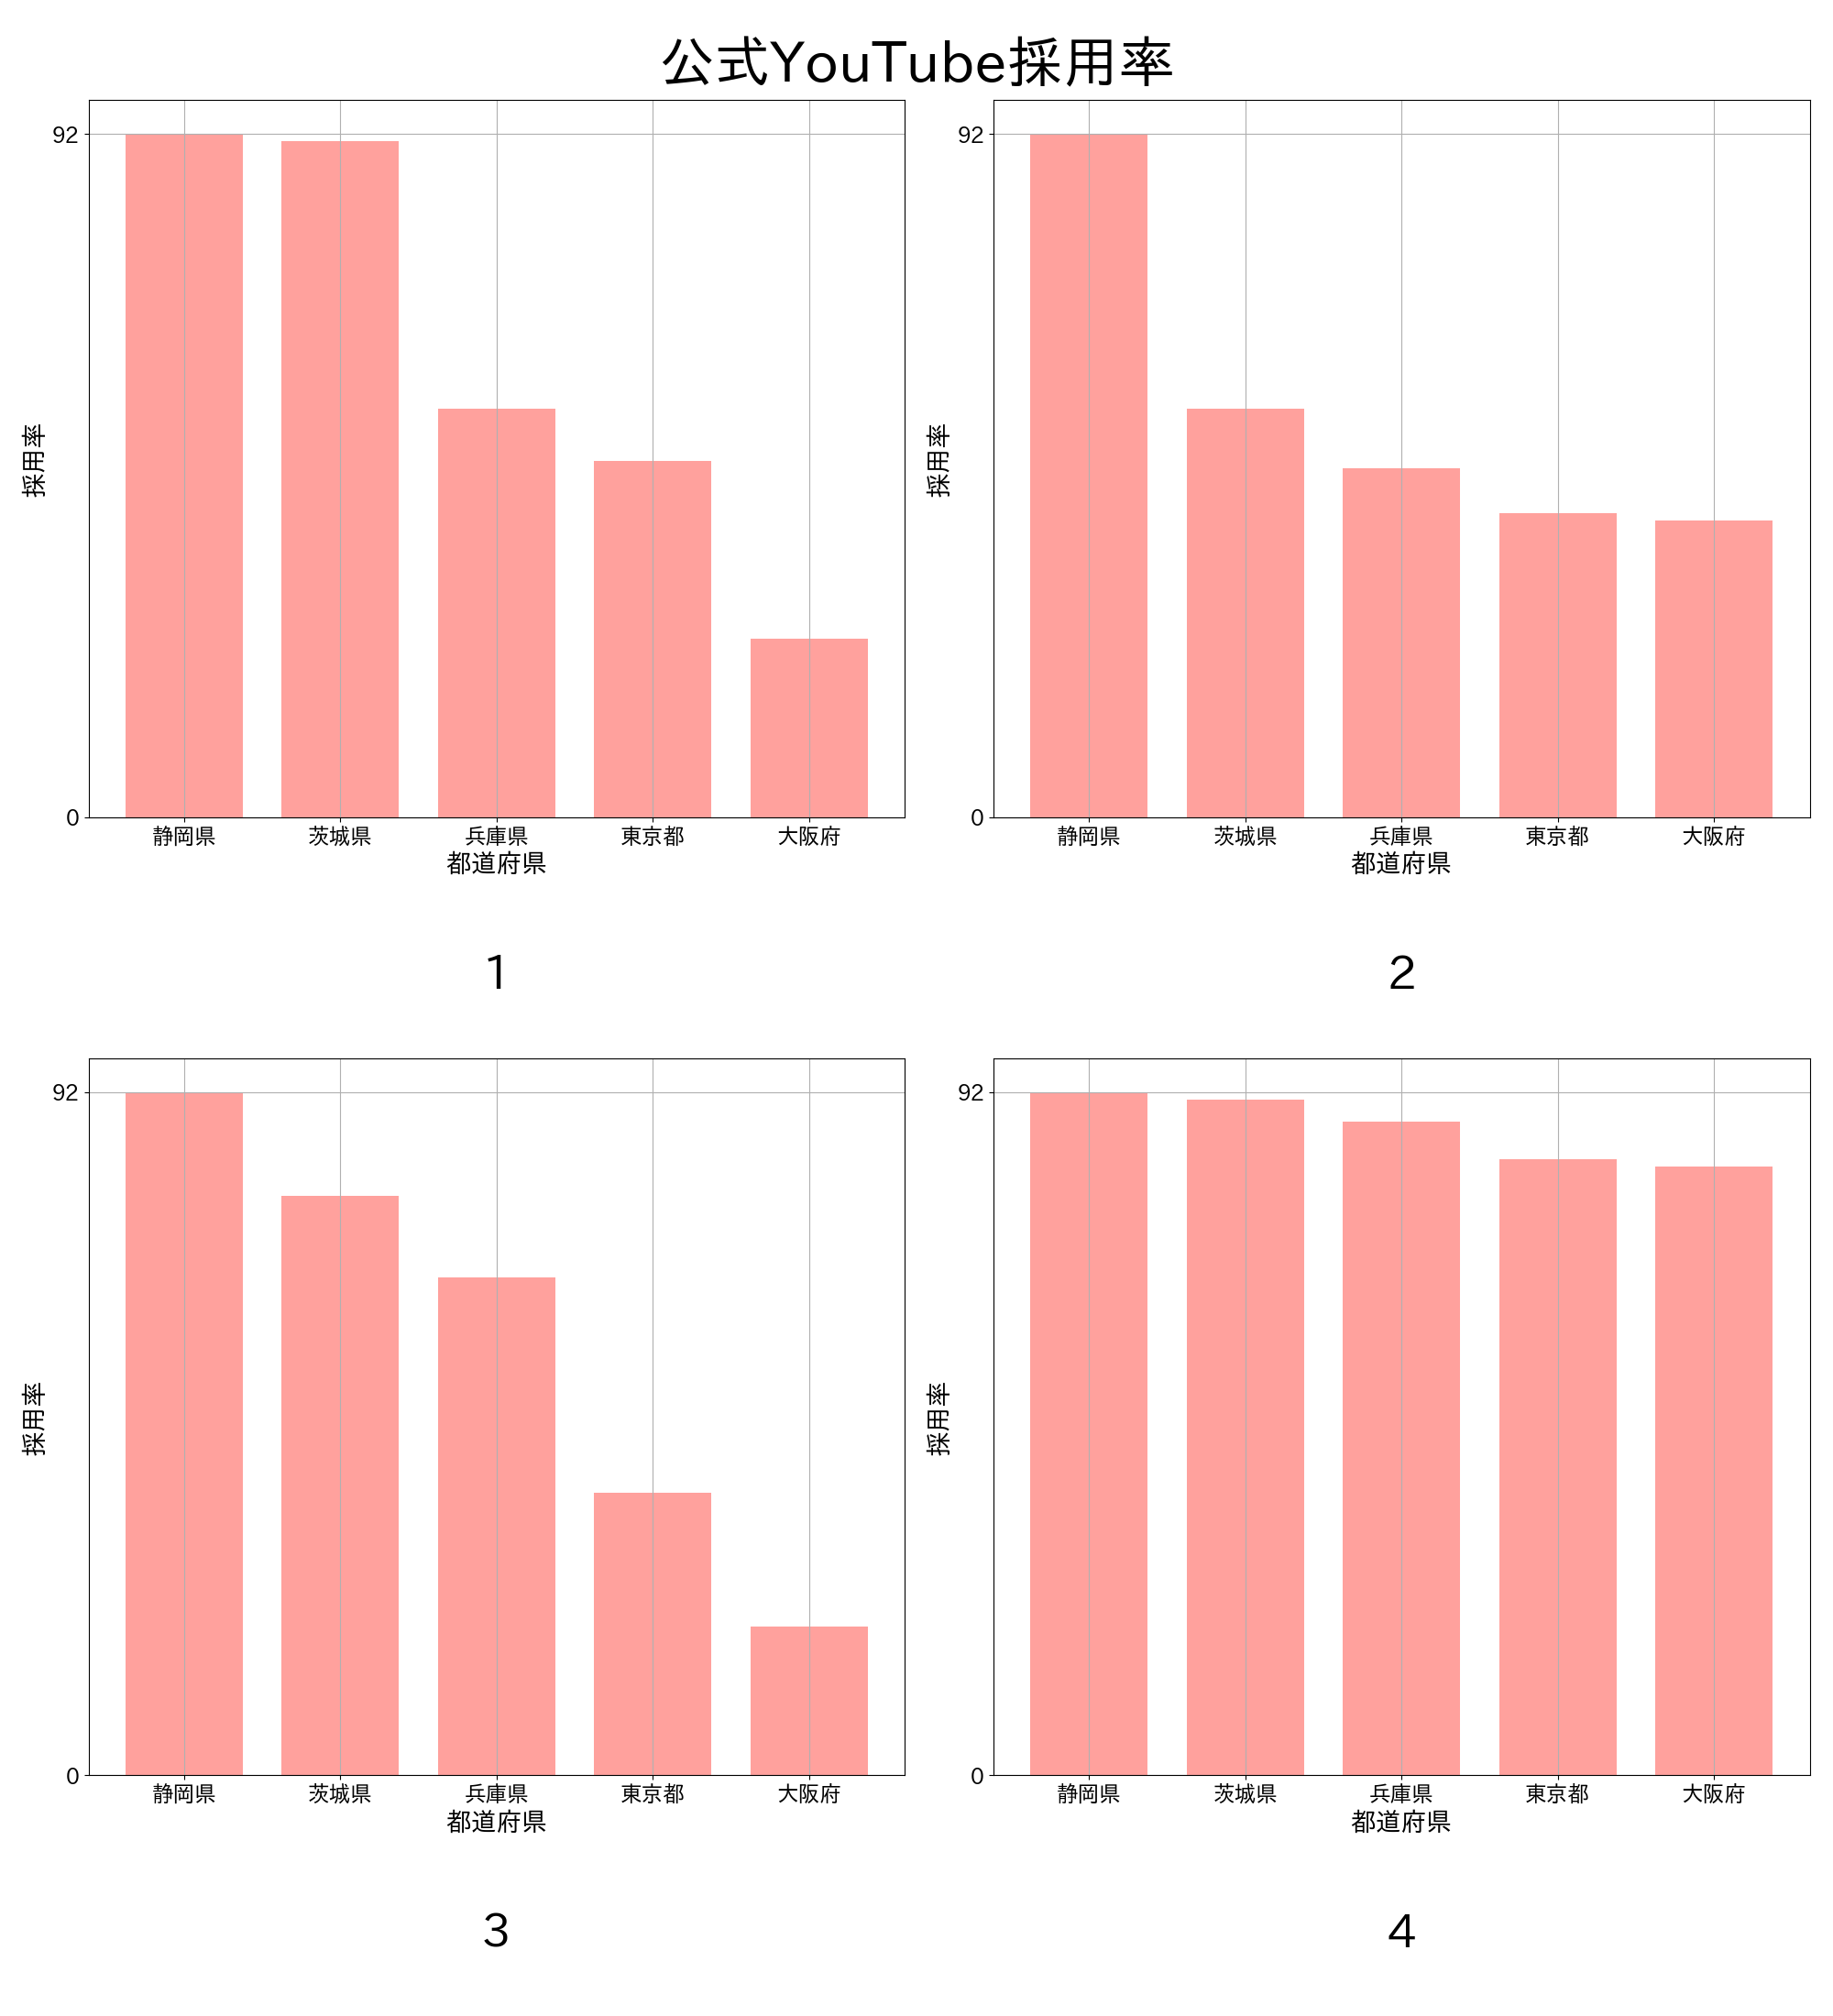 公式YouTube採用率
92
0
採用率
静岡県 茨城県 兵庫県 東京都 大阪府
都道府県
1
92
0
採用率
静岡県 茨城県 兵庫県 東京都 大阪府
都道府県
2
92
0
採用率
静岡県 茨城県 兵庫県 東京都 大阪府
都道府県
3
92
0
採用率
静岡県 茨城県 兵庫県 東京都 大阪府
都道府県
4